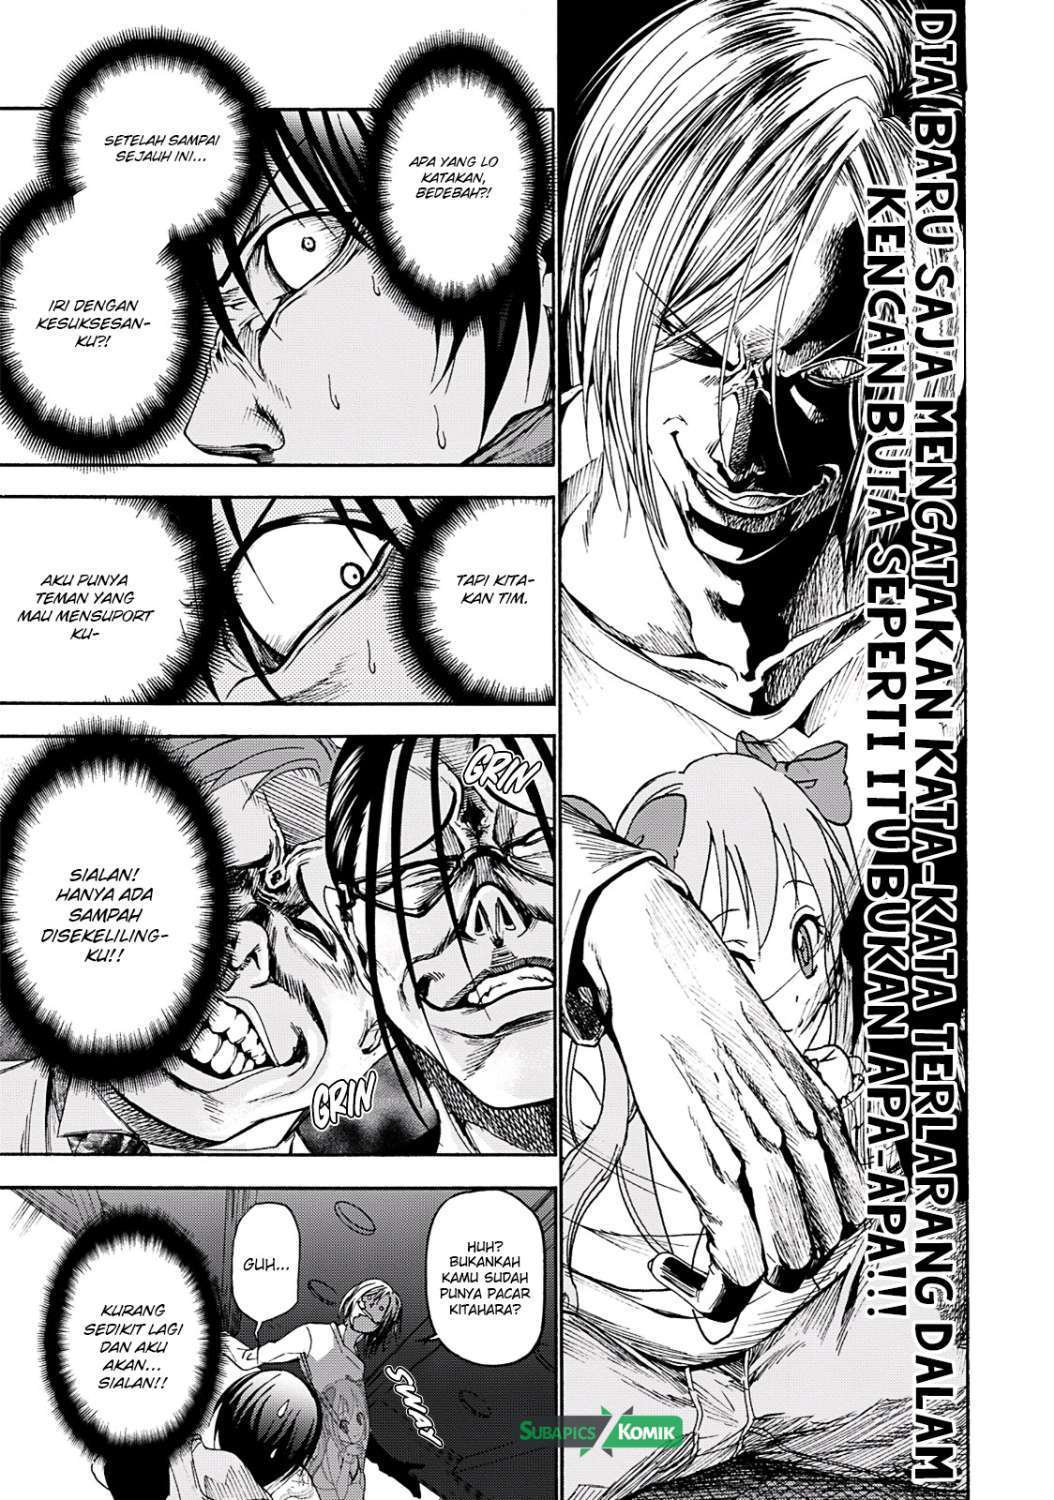 DIA BARU SAJA MENGATAKAN KATA-KATA TERLARANG DALAM
KENCAN BUTA SEPERTI ITU BUKAN APA-APA!!!
APA YANG LO
KATAKAN,
BEDEBAH?!
SETELAH SAMPAI
SEJAUH INI...
IRI DENGAN
KESUKSESAN-
KU?!
TAPI KITA-
KAN TIM.
AKU PUNYA
TEMAN YANG
MAU MENSUPORT
KU-
GRIN
SIALAN!
HANYA ADA
SAMPAH
DISEKELILING-
KU!!
GRIN
HUH?
BUKANKAH
KAMU SUDAH
PUNYA PACAR
KITAHARA?
GUH...
SWAY
KURANG
SEDIKIT LAGI
DAN AKU
AKAN...
SIALAN!!
SUBAPICS KOMIK